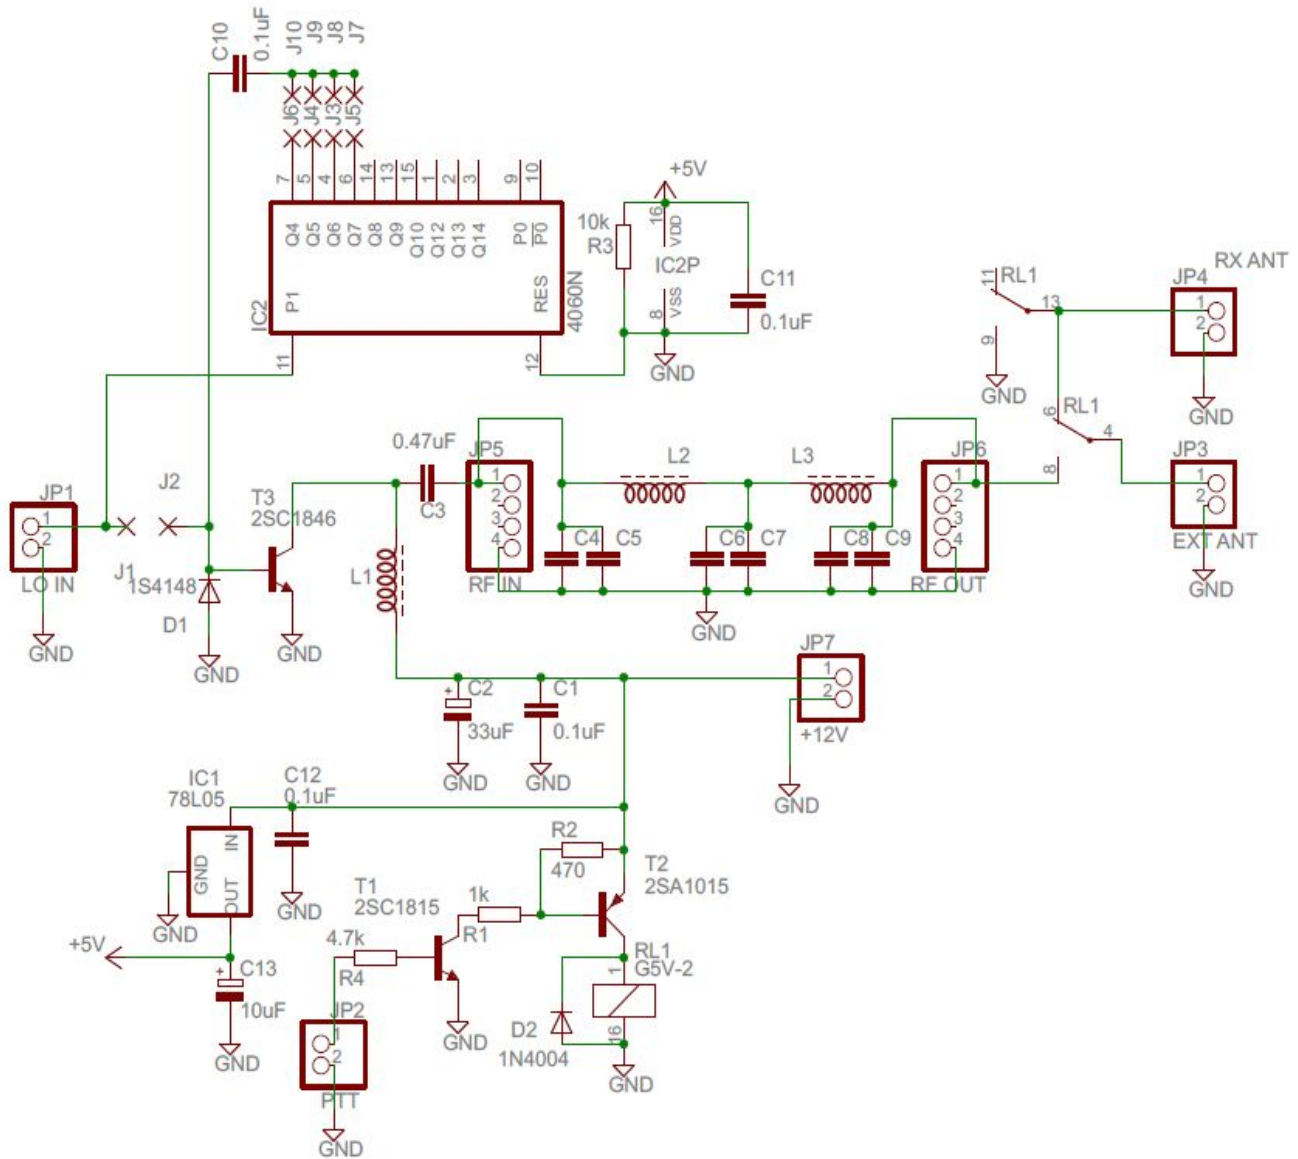 C10
0.1uF
J10
J9
J8
J7
J6
J4
J3
J5
7
5
4
6
14
13
15
1
2
3
9
10
Q4
Q5
Q6
Q7
Q8
Q9
Q10
Q12
Q13
Q14
P0
P0
P1
RES
IC2
4060N
11
12
+5V
10k
R3
16
VDD
IC2P
VSS
8
C11
0.1uF
GND
11
RL1
13
9
GND
RX ANT
JP4
1
2
GND
6
RL1
4
8
JP3
1
2
EXT ANT
GND
JP1
1
2
LO IN
GND
J2
J1
1S4148
D1
GND
T3
2SC1846
GND
0.47uF
C3
L1
JP5
1
2
3
4
RF IN
L2
L3
C4
C5
C6
C7
C8
C9
GND
JP6
1
2
3
4
RF OUT
JP7
1
2
+12V
GND
+
C2
33uF
GND
C1
0.1uF
GND
IC1
78L05
GND
IN
OUT
GND
C12
0.1uF
GND
+5V
+
C13
10uF
GND
R2
470
T2
2SA1015
T1
2SC1815
1k
R1
4.7k
R4
GND
JP2
1
2
PTT
GND
RL1
G5V-2
1
16
D2
1N4004
GND